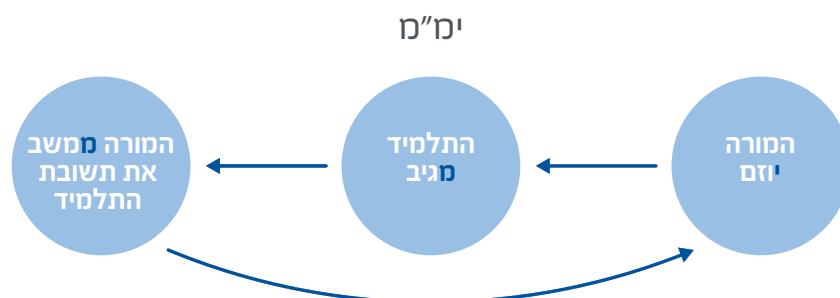 ימ״מ
המורה
יוזם
התלמיד
מגיב
המורה ממשב
את תשובת
התלמיד